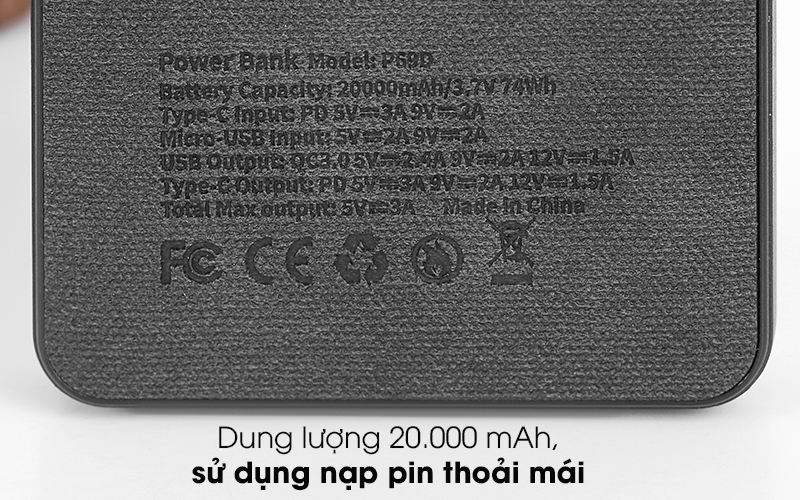 Power Bank Model: P69D
Battery Capacity: 20000mAh/3.7V 74Wh
Type-C Input: PD 5V⎓3A 9V⎓2A
Micro-USB Input: 5V⎓2A 9V⎓2A
USB Output: QC3.0 5V⎓2.4A 9V⎓2A 12V⎓1.5A
Type-C Output: PD 5V⎓3A 9V⎓2A 12V⎓1.5A
Total Max output: 5V⎓3A Made in China
FC CE
Dung lượng 20.000 mAh,
sử dụng nạp pin thoải mái